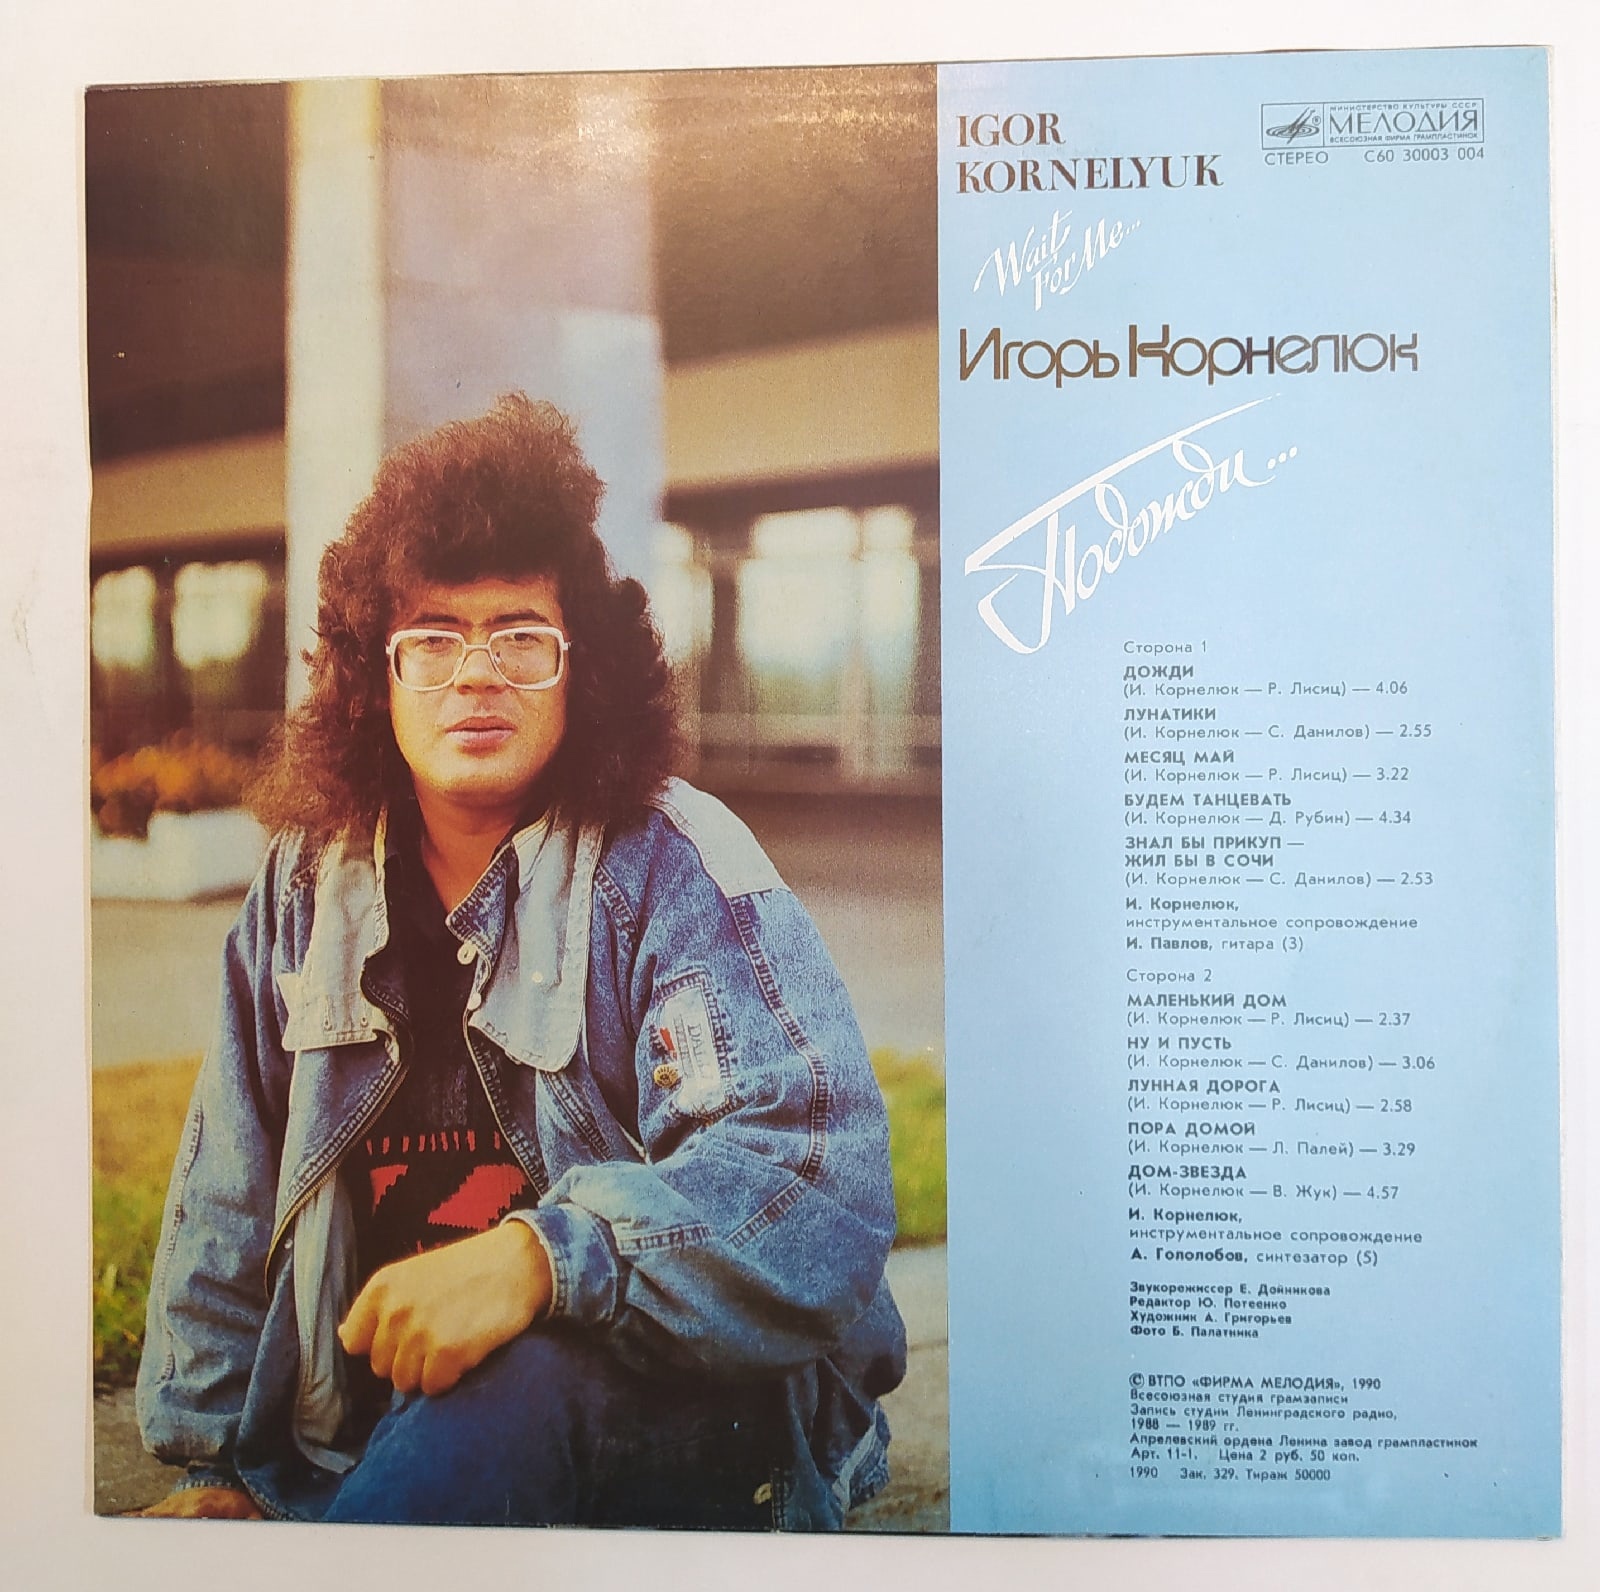 IGOR
KORNELYUK
МИНИСТЕРСТВО КУЛЬТУРЫ СССР
МЕЛОДИЯ
ВСЕСОЮЗНАЯ ФИРМА ГРАМПЛАСТИНОК
СТЕРЕО С60 30003 004
Wait
For Me...
Игорь Корнелюк
Подожди...
Сторона 1
ДОЖДИ
(И. Корнелюк — Р. Лисиц) — 4.06
ЛУНАТИКИ
(И. Корнелюк — С. Данилов) — 2.55
МЕСЯЦ МАЙ
(И. Корнелюк — Р. Лисиц) — 3.22
БУДЕМ ТАНЦЕВАТЬ
(И. Корнелюк — Д. Рубин) — 4.34
ЗНАЛ БЫ ПРИКУП —
ЖИЛ БЫ В СОЧИ
(И. Корнелюк — С. Данилов) — 2.53
И. Корнелюк,
инструментальное сопровождение
И. Павлов, гитара (3)
Сторона 2
МАЛЕНЬКИЙ ДОМ
(И. Корнелюк — Р. Лисиц) — 2.37
НУ И ПУСТЬ
(И. Корнелюк — С. Данилов) — 3.06
ЛУННАЯ ДОРОГА
(И. Корнелюк — Р. Лисиц) — 2.58
ПОРА ДОМОЙ
(И. Корнелюк — Л. Палей) — 3.29
ДОМ-ЗВЕЗДА
(И. Корнелюк — В. Жук) — 4.57
И. Корнелюк,
инструментальное сопровождение
А. Гололобов, синтезатор (5)
Звукорежиссер Е. Дойникова
Редактор Ю. Потеенко
Художник А. Григорьев
Фото Б. Палатника
© ВТПО «ФИРМА МЕЛОДИЯ», 1990
Всесоюзная студия грамзаписи
Запись студии Ленинградского радио,
1988 — 1989 гг.
Апрелевский ордена Ленина завод грампластинок
Арт. 11-1. Цена 2 руб. 50 коп.
1990 Зак. 329. Тираж 50000